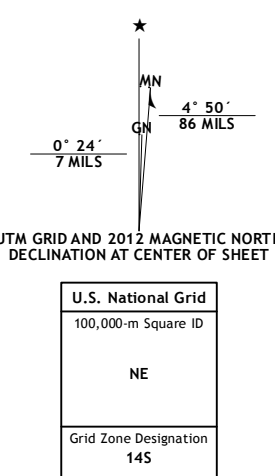 ★
MN
4° 50´
86 MILS
GN
0° 24´
7 MILS
UTM GRID AND 2012 MAGNETIC NORTH
DECLINATION AT CENTER OF SHEET
U.S. National Grid
100,000-m Square ID
NE
Grid Zone Designation
14S